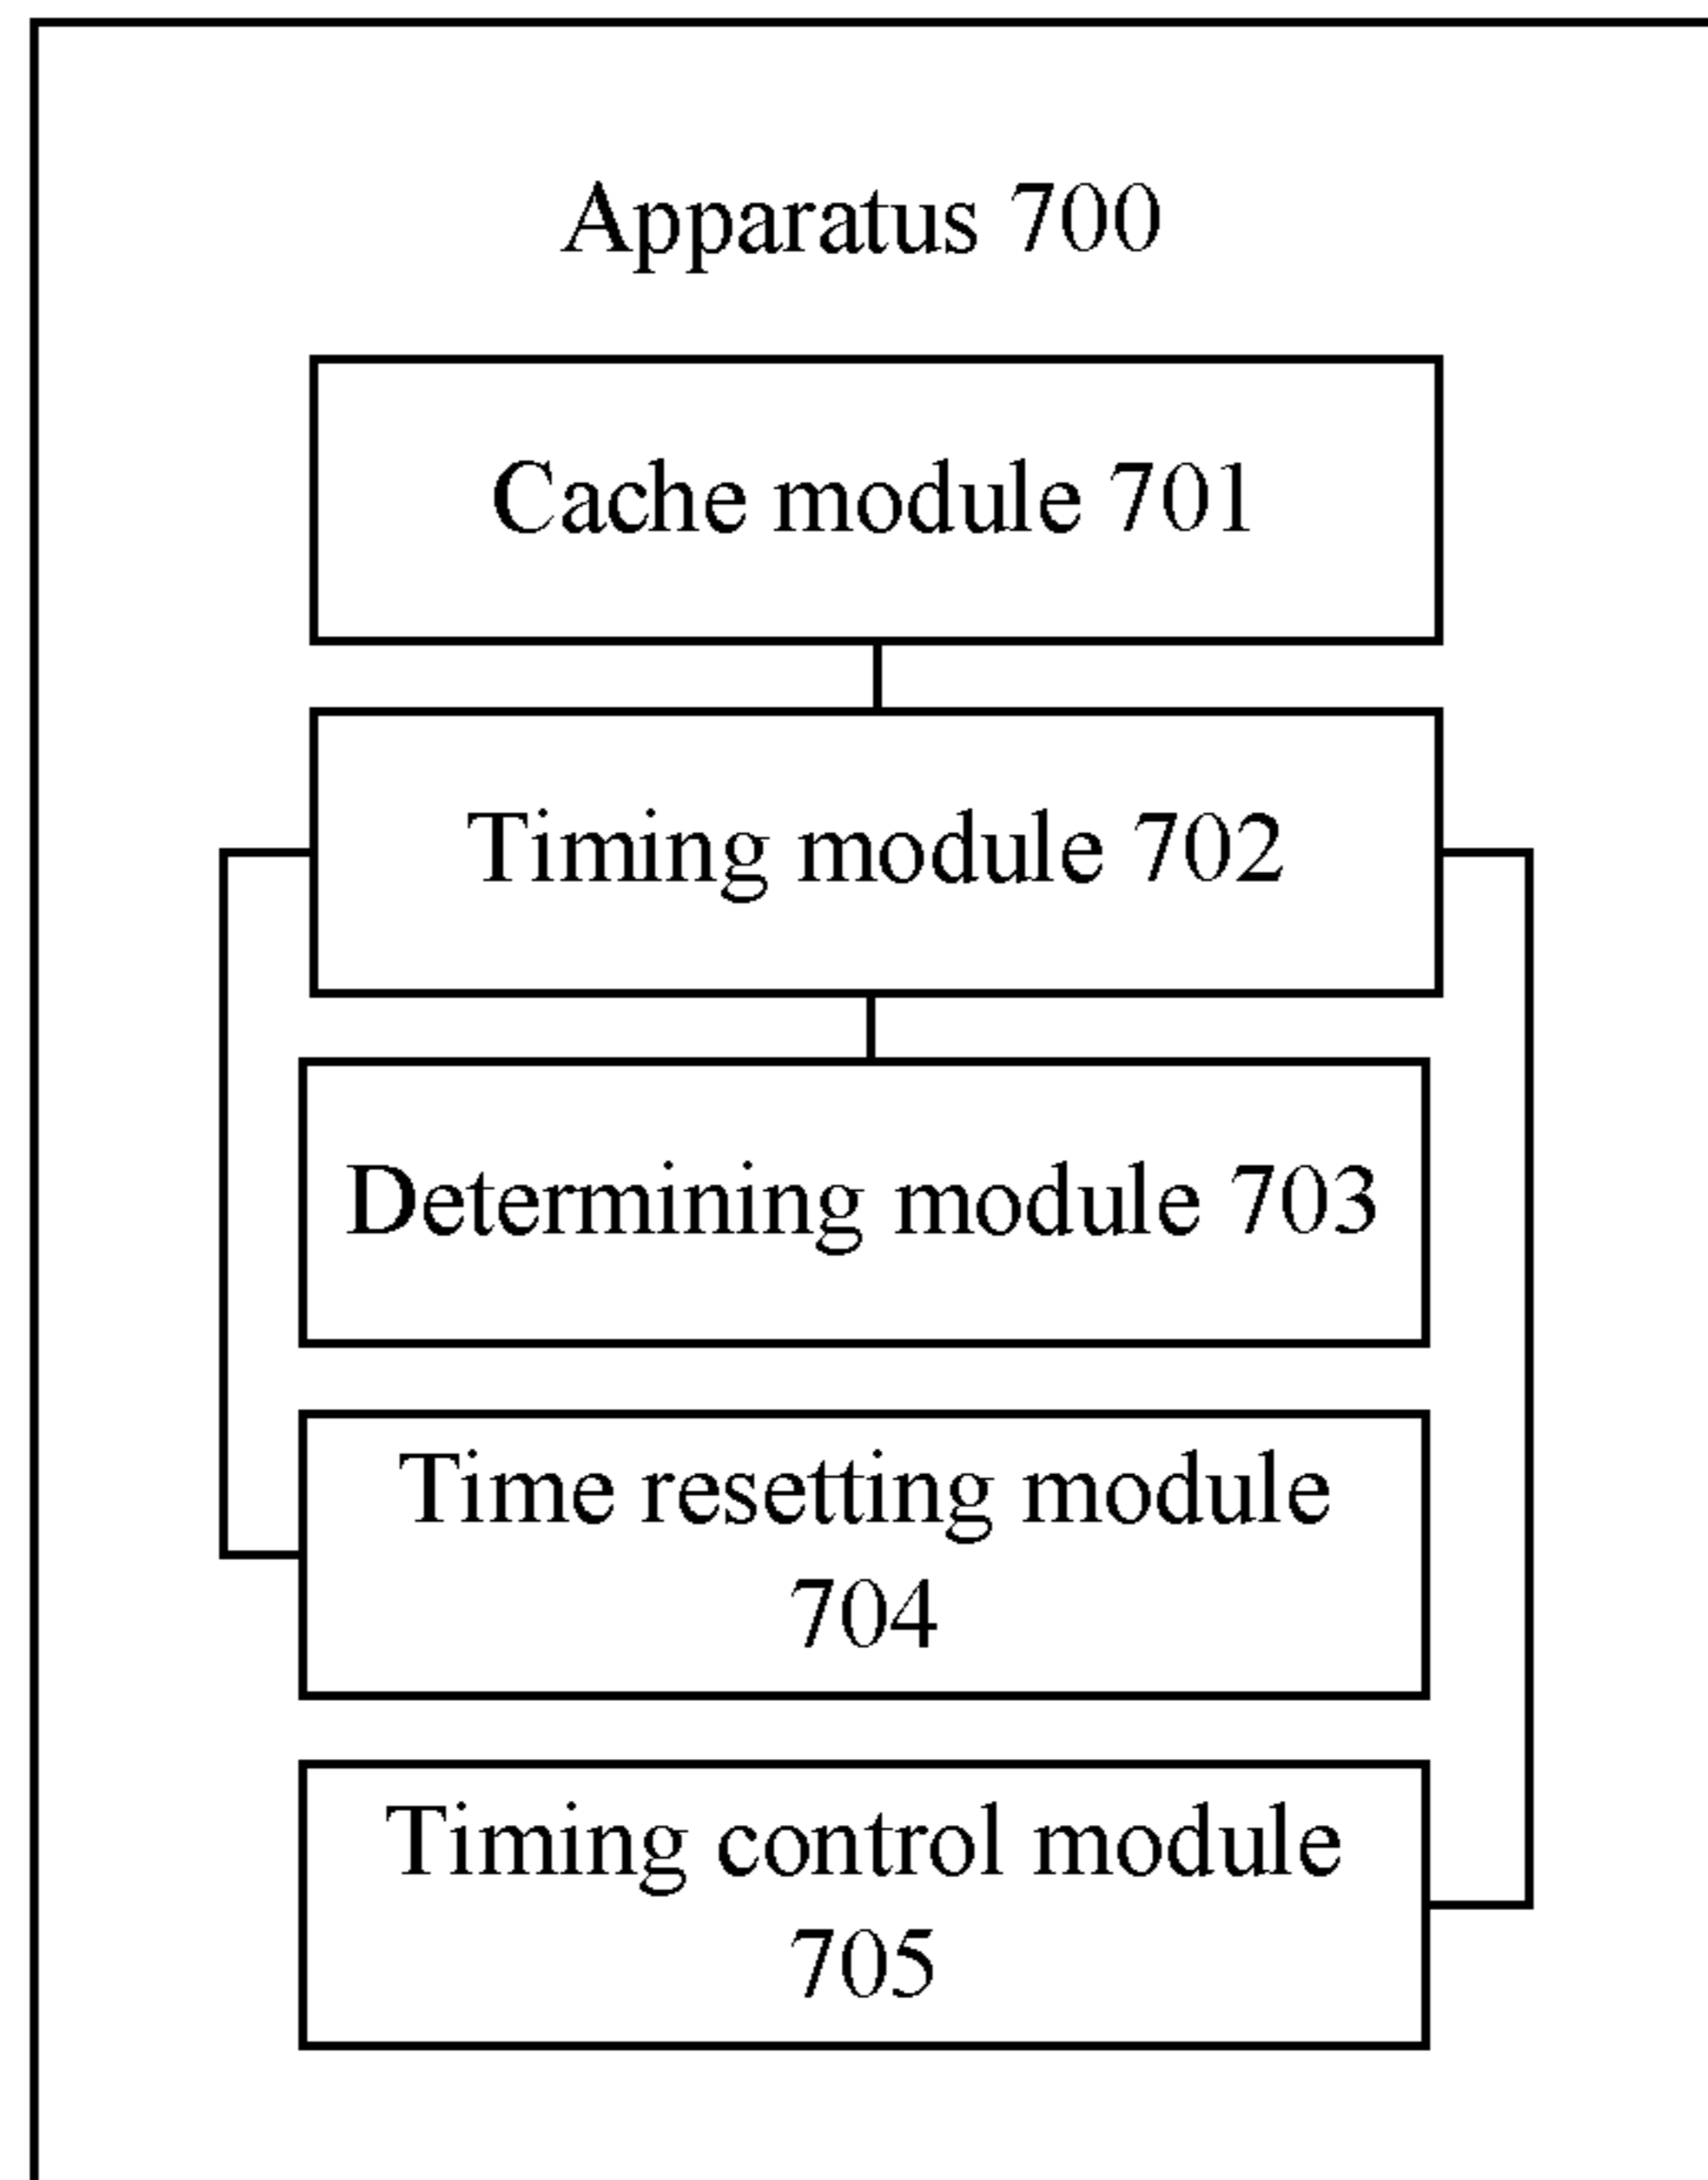 Apparatus 700
Cache module 701
Timing module 702
Determining module 703
Time resetting module
704
Timing control module
705